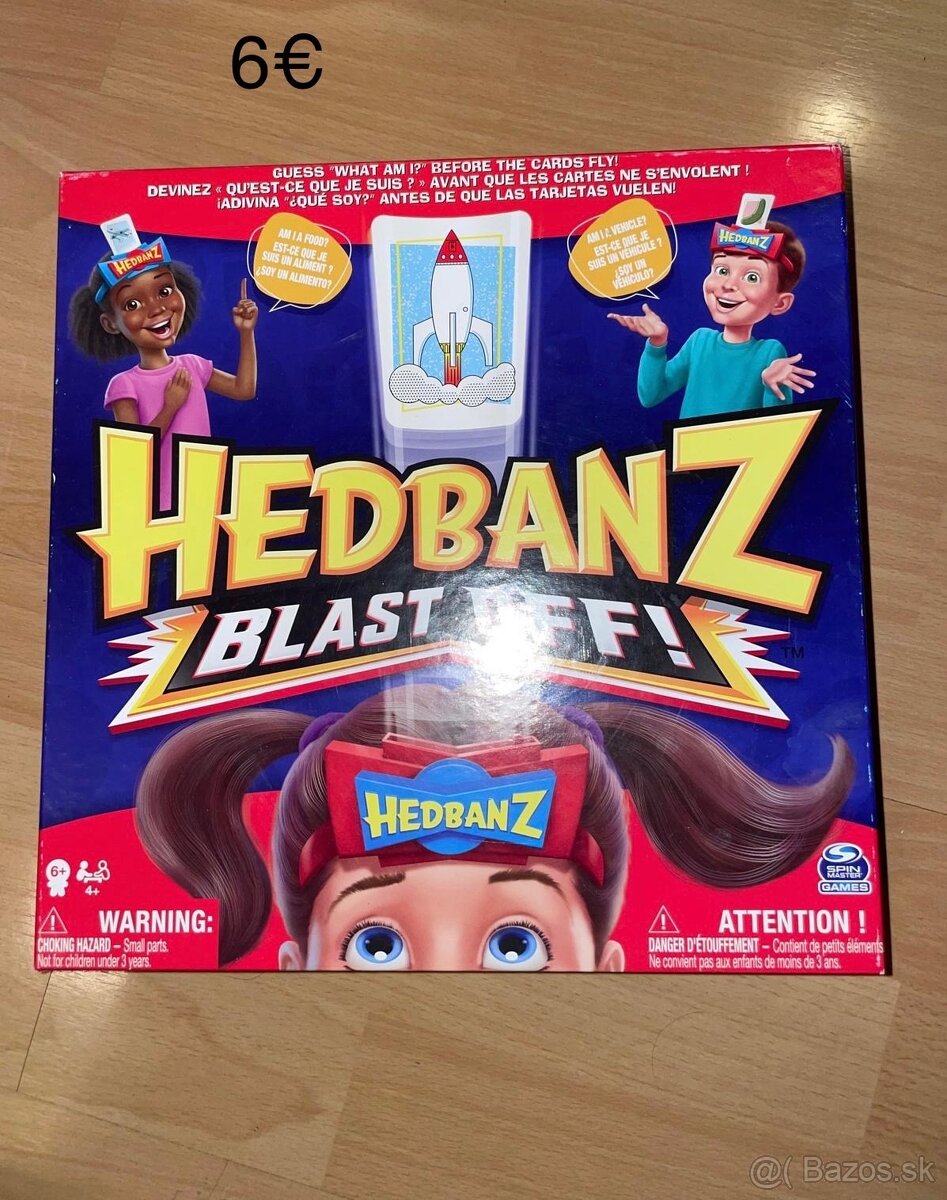 6€
GUESS "WHAT AM I?" BEFORE THE CARDS FLY!
DEVINEZ « QU'EST-CE QUE JE SUIS ? » AVANT QUE LES CARTES NE S'ENVOLENT !
¡ADIVINA "¿QUÉ SOY?" ANTES DE QUE LAS TARJETAS VUELEN!
HEDBANZ
AM I A FOOD?
EST-CE QUE JE
SUIS UN ALIMENT ?
¿SOY UN ALIMENTO?
AM I A VEHICLE?
EST-CE QUE JE
SUIS UN VÉHICULE ?
¿SOY UN
VEHÍCULO?
HEDBANZ
HEDBANZ
BLAST OFF!
TM
HEDBANZ
6+
4+
SPIN
MASTER
GAMES
WARNING:
CHOKING HAZARD – Small parts.
Not for children under 3 years.
ATTENTION !
DANGER D'ÉTOUFFEMENT – Contient de petits éléments
Ne convient pas aux enfants de moins de 3 ans.
@( Bazos.sk